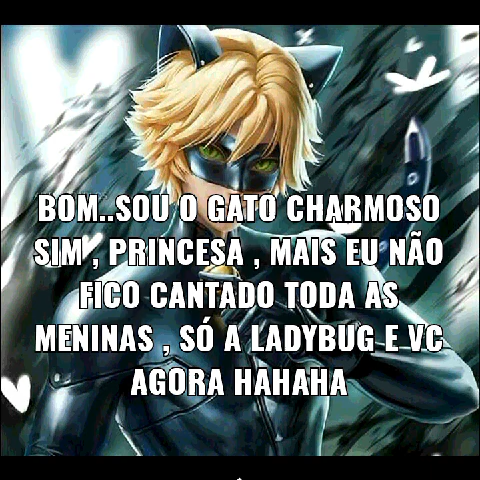 BOM..SOU O GATO CHARMOSO
SIM , PRINCESA , MAIS EU NÃO
FICO CANTADO TODA AS
MENINAS , SÓ A LADYBUG E VC
AGORA HAHAHA